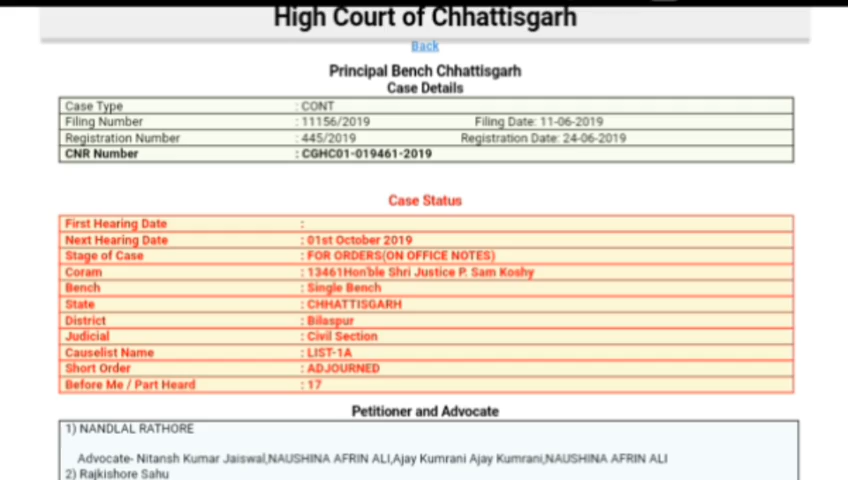 High Court of Chhattisgarh
Back
Principal Bench Chhattisgarh
Case Details
Case Type : CONT
Filing Number : 11156/2019 Filing Date: 11-06-2019
Registration Number : 445/2019 Registration Date: 24-06-2019
CNR Number : CGHC01-019461-2019
Case Status
First Hearing Date :
Next Hearing Date : 01st October 2019
Stage of Case : FOR ORDERS(ON OFFICE NOTES)
Coram : 13461Hon'ble Shri Justice P. Sam Koshy
Bench : Single Bench
State : CHHATTISGARH
District : Bilaspur
Judicial : Civil Section
Causelist Name : LIST-1A
Short Order : ADJOURNED
Before Me / Part Heard : 17
Petitioner and Advocate
1) NANDLAL RATHORE
Advocate- Nitansh Kumar Jaiswal,NAUSHINA AFRIN ALI,Ajay Kumrani Ajay Kumrani,NAUSHINA AFRIN ALI
2) Rajkishore Sahu